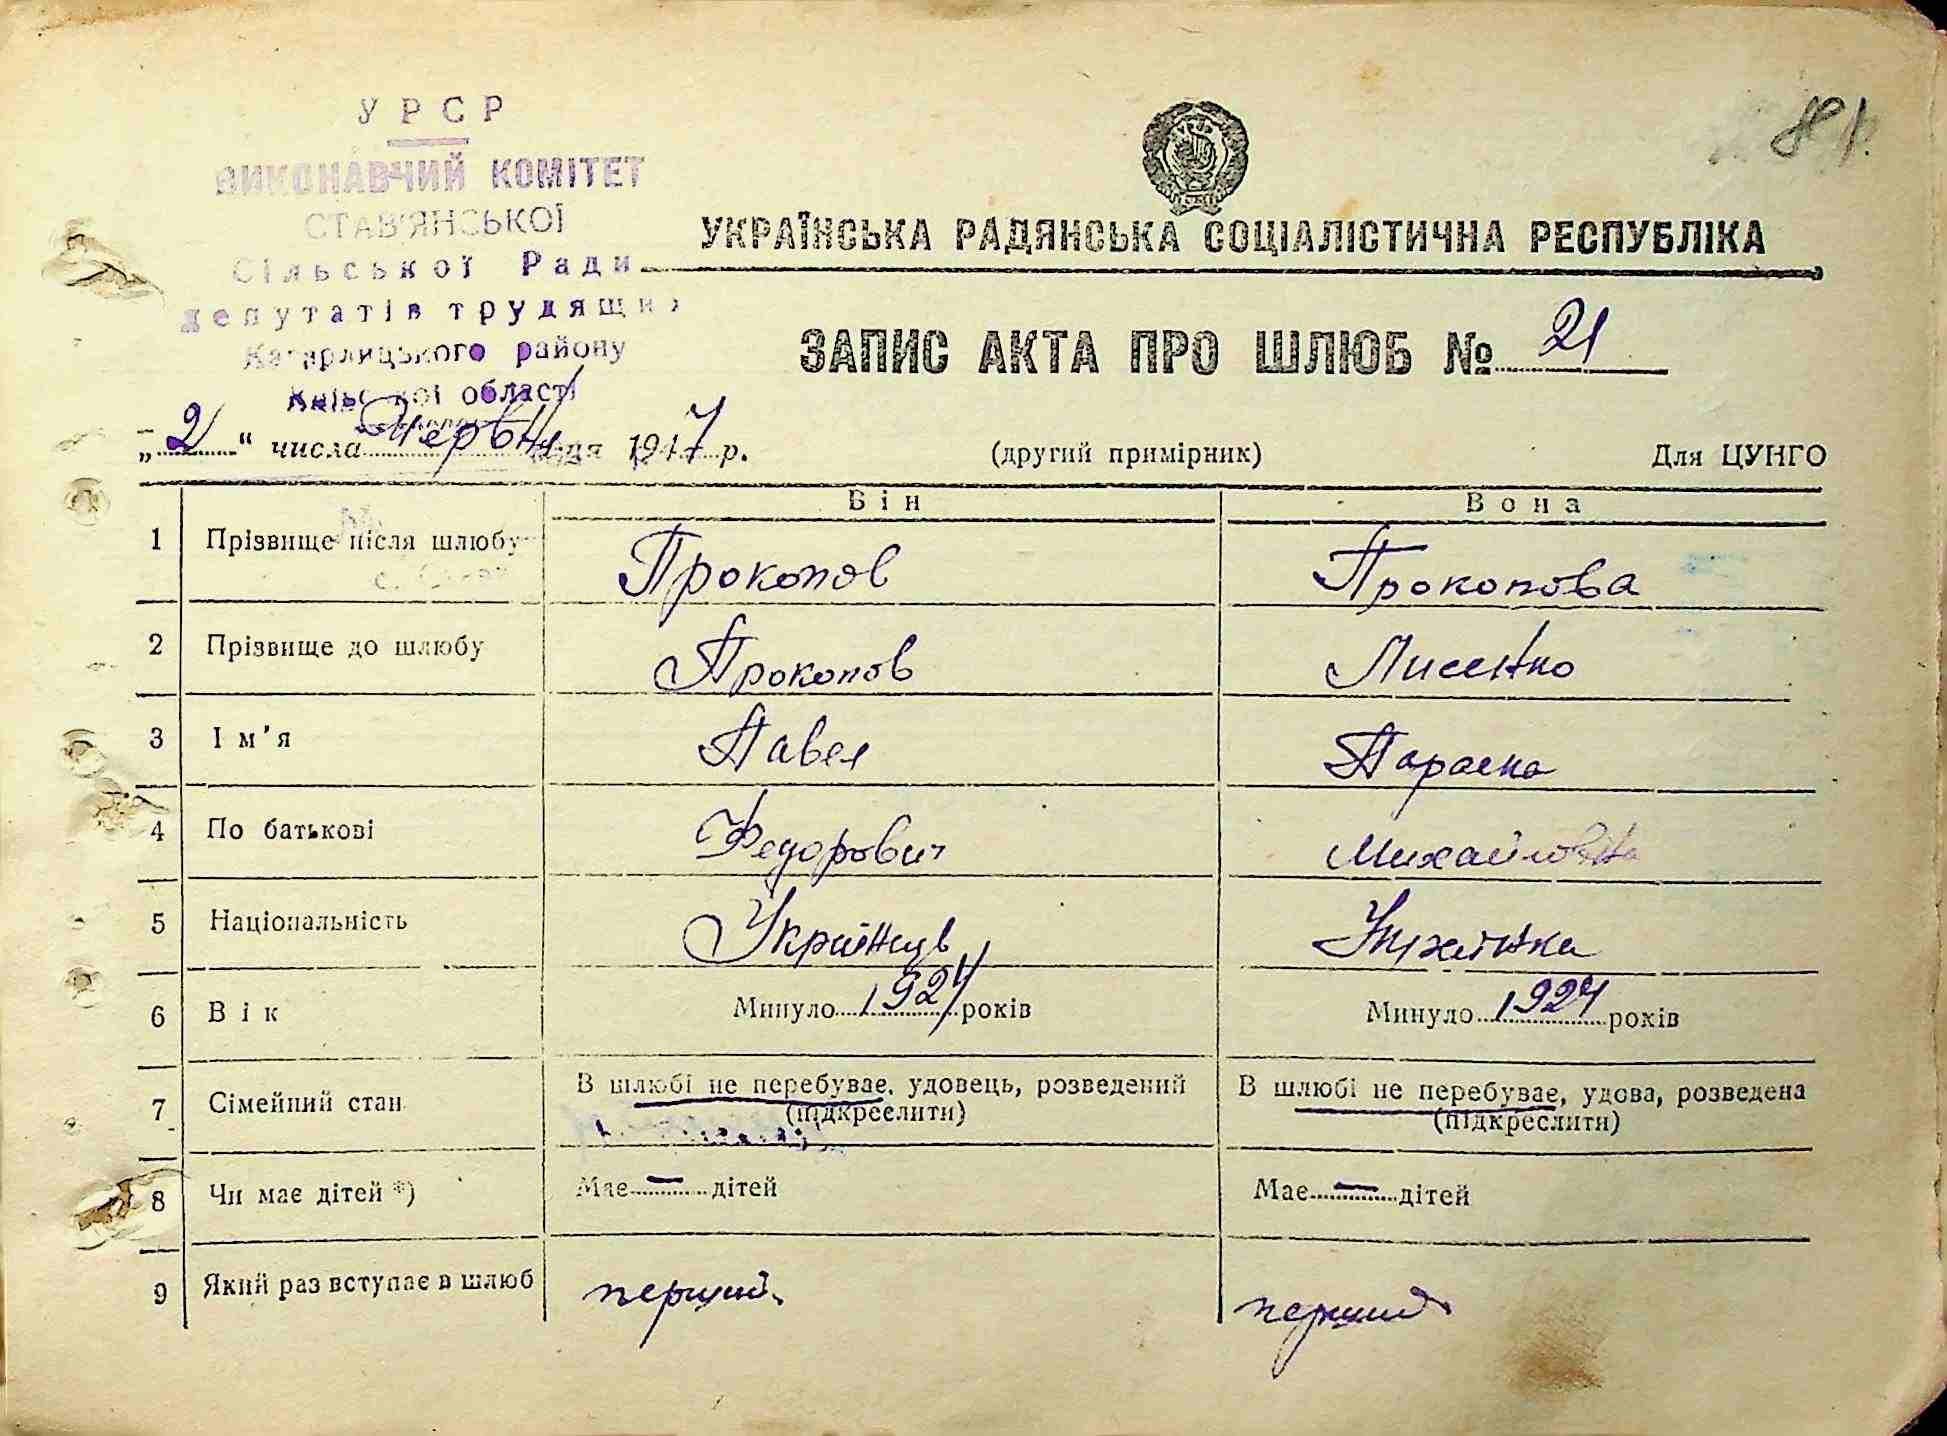 УРСР
ВИКОНАВЧИЙ КОМІТЕТ
СТАВ'ЯНСЬКОЇ
Сільської Ради
депутатів трудящих
Кагарлицького району
Київської області
УКРАЇНСЬКА РАДЯНСЬКА СОЦІАЛІСТИЧНА РЕСПУБЛІКА
ЗАПИС АКТА ПРО ШЛЮБ № 21
„2“ числа Червня 1947 р. (другий примірник) Для ЦУНГО
Він Вона
1 Прізвище після шлюбу Прокопов Прокопова
2 Прізвище до шлюбу Прокопов Лисенко
3 Ім'я Павел Параска
4 По батькові Федорович Михайловна
5 Національність Українець Українка
6 Вік Минуло 1924 років Минуло 1924 років
7 Сімейний стан В шлюбі не перебуває, удовець, розведений В шлюбі не перебуває, удова, розведена
(підкреслити) (підкреслити)
8 Чи має дітей *) Має — дітей Має — дітей
9 Який раз вступає в шлюб перший перший